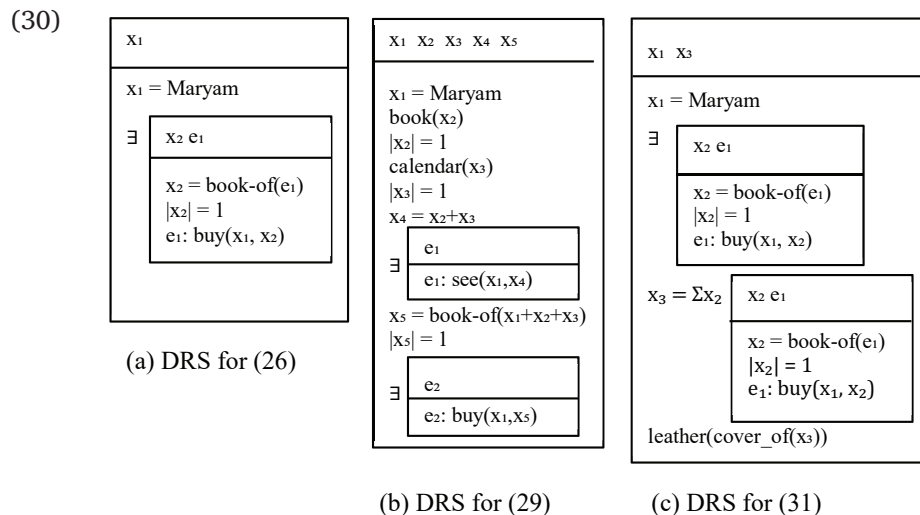 (30)
x₁
x₁ = Maryam
∃
x₂ e₁
x₂ = book-of(e₁)
|x₂| = 1
e₁: buy(x₁, x₂)
(a) DRS for (26)
x₁ x₂ x₃ x₄ x₅
x₁ = Maryam
book(x₂)
|x₂| = 1
calendar(x₃)
|x₃| = 1
x₄ = x₂+x₃
e₁
∃
e₁: see(x₁,x₄)
x₅ = book-of(x₁+x₂+x₃)
|x₅| = 1
e₂
∃
e₂: buy(x₁,x₅)
(b) DRS for (29)
x₁ x₃
x₁ = Maryam
∃
x₂ e₁
x₂ = book-of(e₁)
|x₂| = 1
e₁: buy(x₁, x₂)
x₃ = Σx₂
x₂ e₁
x₂ = book-of(e₁)
|x₂| = 1
e₁: buy(x₁, x₂)
leather(cover_of(x₃))
(c) DRS for (31)